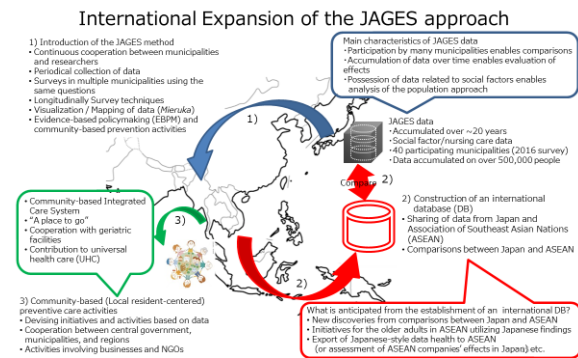 International Expansion of the JAGES approach
1) Introduction of the JAGES method
• Continuous cooperation between municipalities
and researchers
• Periodical collection of data
• Surveys in multiple municipalities using the
same questions
• Longitudinally Survey techniques
• Visualization / Mapping of data (Mieruka)
• Evidence-based policymaking (EBPM) and
community-based prevention activities
Main characteristics of JAGES data
・Participation by many municipalities enables comparisons
・Accumulation of data over time enables evaluation of
effects
・Possession of data related to social factors enables
analysis of the population approach
1)
JAGES data
・Accumulated over ~20 years
・Social factor/nursing care data
・40 participating municipalities (2016 survey)
・Data accumulated on over 500,000 people
Compare
2)
• Community-based Integrated
Care System
• "A place to go"
• Cooperation with geriatric
facilities
• Contribution to universal
health care (UHC)
3)
2) Construction of an international
database (DB)
• Sharing of data from Japan and
Association of Southeast Asian Nations
(ASEAN)
• Comparisons between Japan and ASEAN
2)
3) Community-based (Local resident-centered)
preventive care activities
• Devising initiatives and activities based on data
• Cooperation between central government,
municipalities, and regions
• Activities involving businesses and NGOs
What is anticipated from the establishment of an international DB?
• New discoveries from comparisons between Japan and ASEAN
• Initiatives for the older adults in ASEAN utilizing Japanese findings
• Export of Japanese-style data health to ASEAN
(or assessment of ASEAN companies' effects in Japan) etc.